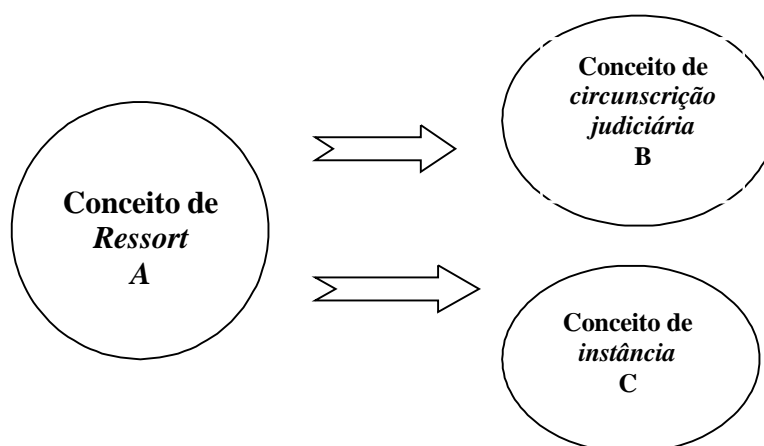 Conceito de
Ressort
A
Conceito de
circunscrição
judiciária
B
Conceito de
instância
C